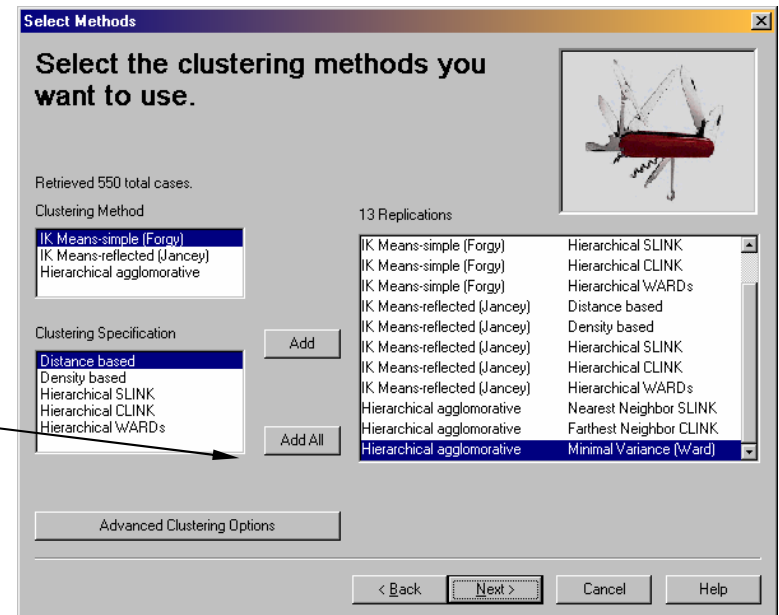 Select Methods
Select the clustering methods you
want to use.
Retrieved 550 total cases.
Clustering Method
IK Means-simple (Forgy)
IK Means-reflected (Jancey)
Hierarchical agglomorative
Clustering Specification
Distance based
Density based
Hierarchical SLINK
Hierarchical CLINK
Hierarchical WARDs
Add
Add All
13 Replications
IK Means-simple (Forgy) Hierarchical SLINK
IK Means-simple (Forgy) Hierarchical CLINK
IK Means-simple (Forgy) Hierarchical WARDs
IK Means-reflected (Jancey) Distance based
IK Means-reflected (Jancey) Density based
IK Means-reflected (Jancey) Hierarchical SLINK
IK Means-reflected (Jancey) Hierarchical CLINK
IK Means-reflected (Jancey) Hierarchical WARDs
Hierarchical agglomorative Nearest Neighbor SLINK
Hierarchical agglomorative Farthest Neighbor CLINK
Hierarchical agglomorative Minimal Variance (Ward)
Advanced Clustering Options
< Back Next > Cancel Help